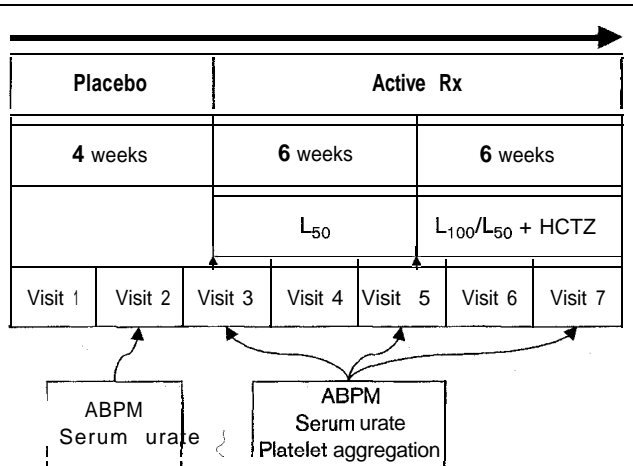 Placebo Active Rx
4 weeks 6 weeks 6 weeks
L50 L100/L50 + HCTZ
Visit 1 Visit 2 Visit 3 Visit 4 Visit 5 Visit 6 Visit 7
ABPM
Serum urate
ABPM
Serum urate
Platelet aggregation